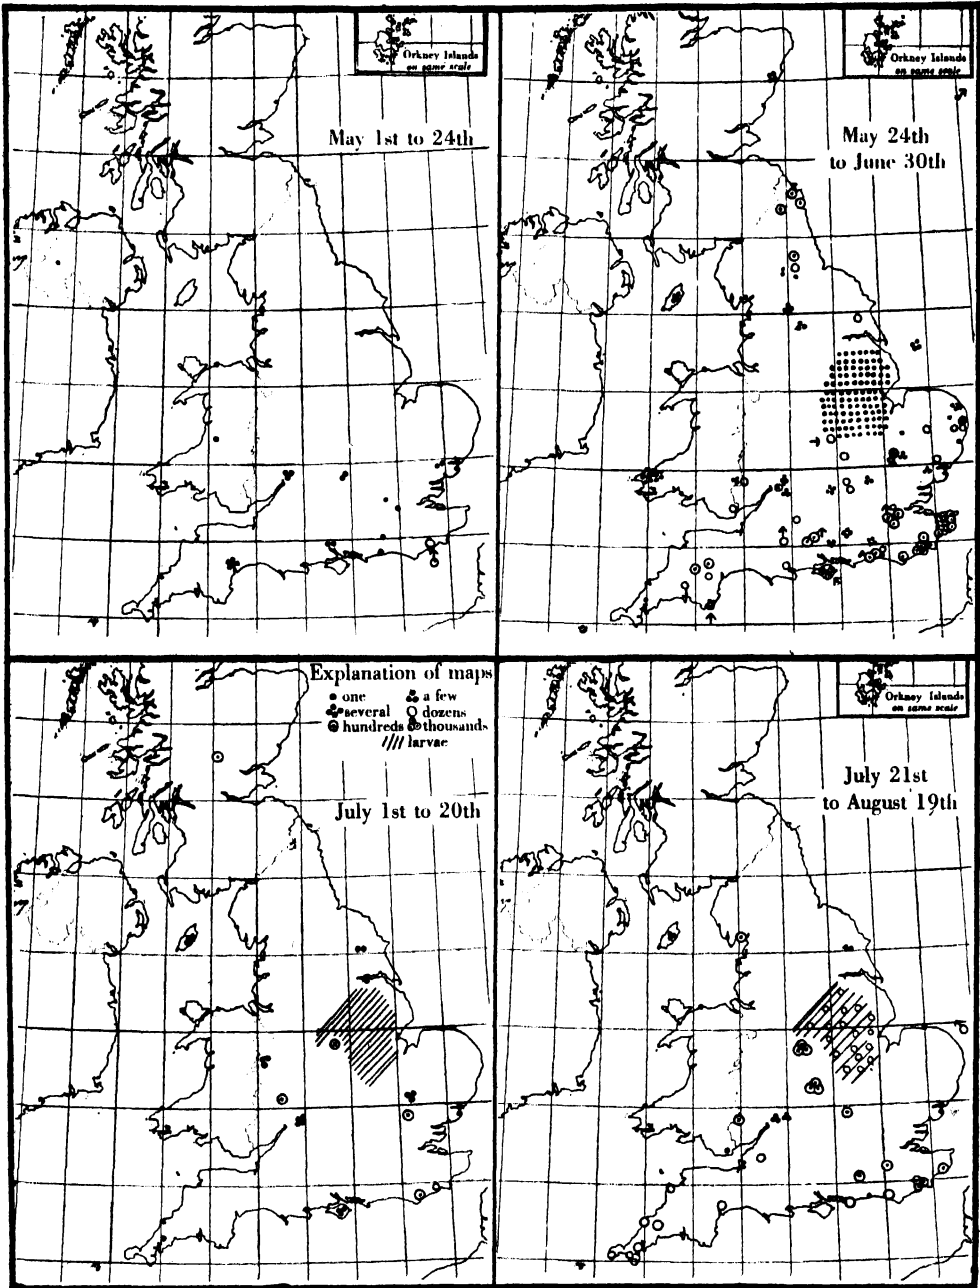 Orkney Islands
on same scale
May 1st to 24th
Orkney Islands
on same scale
May 24th
to June 30th
Explanation of maps
one a few
several dozens
hundreds thousands
larvae
July 1st to 20th
Orkney Islands
on same scale
July 21st
to August 19th